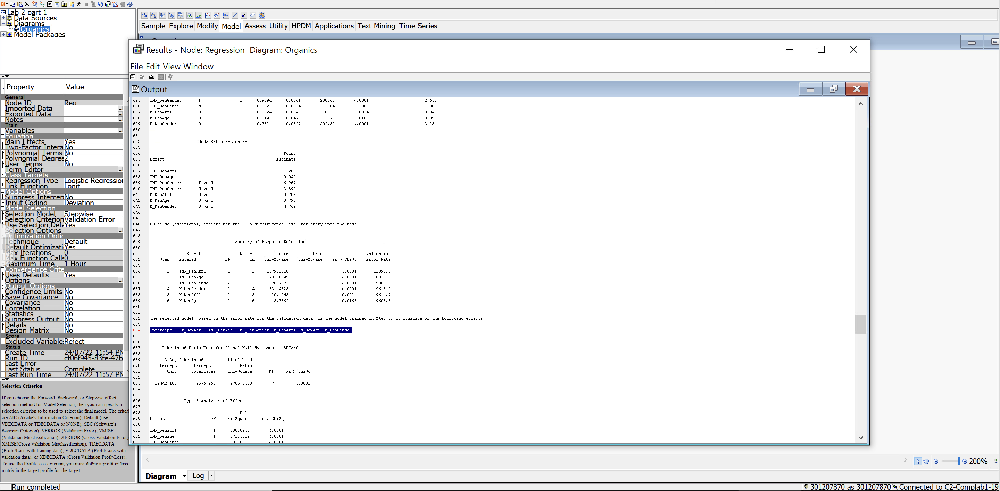 Lab 2 part 1
Data Sources
Diagrams
Organics
Model Packages
Sample Explore Modify Model Assess Utility HPDM Applications Text Mining Time Series
Results - Node: Regression Diagram: Organics
File Edit View Window
Output
. Property Value
General
Node ID Reg
Imported Data ...
Exported Data ...
Notes ...
Train
Variables ...
Equation
Main Effects Yes
Two-Factor Intera No
Polynomial Terms No
Polynomial Degree 2
User Terms No
Term Editor ...
Class Targets
Regression Type Logistic Regression
Link Function Logit
Model Options
Suppress Intercep No
Input Coding Deviation
Model Selection
Selection Model Stepwise
Selection Criterion Validation Error
Use Selection Defa Yes
Selection Options ...
Optimization Optic
Technique Default
Default Optimizati Yes
Max Iterations 0
Max Function Calls 0
Maximum Time 1 Hour
Convergence Crite
Uses Defaults Yes
Options ...
Output Options
Confidence Limits No
Save Covariance No
Covariance No
Correlation No
Statistics No
Suppress Output No
Details No
Design Matrix No
Score
Excluded Variables Reject
Status
Create Time 24/07/22 11:54 PM
Run ID cf06f945-83fe-47b
Last Error
Last Status Complete
Last Run Time 24/07/22 11:57 PM
Selection Criterion
If you choose the Forward, Backward, or Stepwise effect
selection method for Model Selection, then you can specify a
selection criterion to be used to select the final model. The criteri
are AIC (Akaike's Information Criterion), Default (use
VDECDATA or TDECDATA or NONE), SBC (Schwarz's
Bayesian Criterion), VERROR (Validation Error), VMISE
(Validation Misclassification), XERROR (Cross Validation Error)
XMISE(Cross Validation Misclassification), TDECDATA
(Profit/Loss with training data), VDECDATA (Profit/Loss with
validation data), or XDECDATA (Cross Validation Profit/Loss).
To use the Profit/Loss criterion, you must define a profit or loss
matrix in the target profile for the target.
625 IMP_DemGender F 1 0.9394 0.0561 280.68 <.0001 2.558
626 IMP_DemGender M 1 0.0625 0.0614 1.04 0.3087 1.065
627 M_DemAffl 0 1 -0.1724 0.0540 10.20 0.0014 0.842
628 M_DemAge 0 1 -0.1143 0.0477 5.75 0.0165 0.892
629 M_DemGender 0 1 0.7811 0.0547 204.20 <.0001 2.184
630
631
632 Odds Ratio Estimates
633
634 Point
635 Effect Estimate
636
637 IMP_DemAffl 1.283
638 IMP_DemAge 0.947
639 IMP_DemGender F vs U 6.967
640 IMP_DemGender M vs U 2.899
641 M_DemAffl 0 vs 1 0.708
642 M_DemAge 0 vs 1 0.796
643 M_DemGender 0 vs 1 4.769
644
645
646 NOTE: No (additional) effects met the 0.05 significance level for entry into the model.
647
648
649 Summary of Stepwise Selection
650
651 Effect Number Score Wald Validation
652 Step Entered DF In Chi-Square Chi-Square Pr > ChiSq Error Rate
653
654 1 IMP_DemAffl 1 1 1379.1010 <.0001 11096.5
655 2 IMP_DemAge 1 2 783.0549 <.0001 10338.0
656 3 IMP_DemGender 2 3 270.7775 <.0001 9960.7
657 4 M_DemGender 1 4 231.4628 <.0001 9615.0
658 5 M_DemAffl 1 5 10.1943 0.0014 9614.7
659 6 M_DemAge 1 6 5.7664 0.0163 9605.8
660
661
662 The selected model, based on the error rate for the validation data, is the model trained in Step 6. It consists of the following effects:
663
664 Intercept IMP_DemAffl IMP_DemAge IMP_DemGender M_DemAffl M_DemAge M_DemGender
665
666
667 Likelihood Ratio Test for Global Null Hypothesis: BETA=0
668
669 -2 Log Likelihood Likelihood
670 Intercept Intercept & Ratio
671 Only Covariates Chi-Square DF Pr > ChiSq
672
673 12442.105 9675.257 2766.8483 7 <.0001
674
675
676 Type 3 Analysis of Effects
677
678 Wald
679 Effect DF Chi-Square Pr > ChiSq
680
681 IMP_DemAffl 1 880.0947 <.0001
682 IMP_DemAge 1 671.5682 <.0001
683 IMP_DemGender 2 335.0017 <.0001
200%
Diagram Log
Run completed
301207870 as 301207870 Connected to C2-Complab1-19